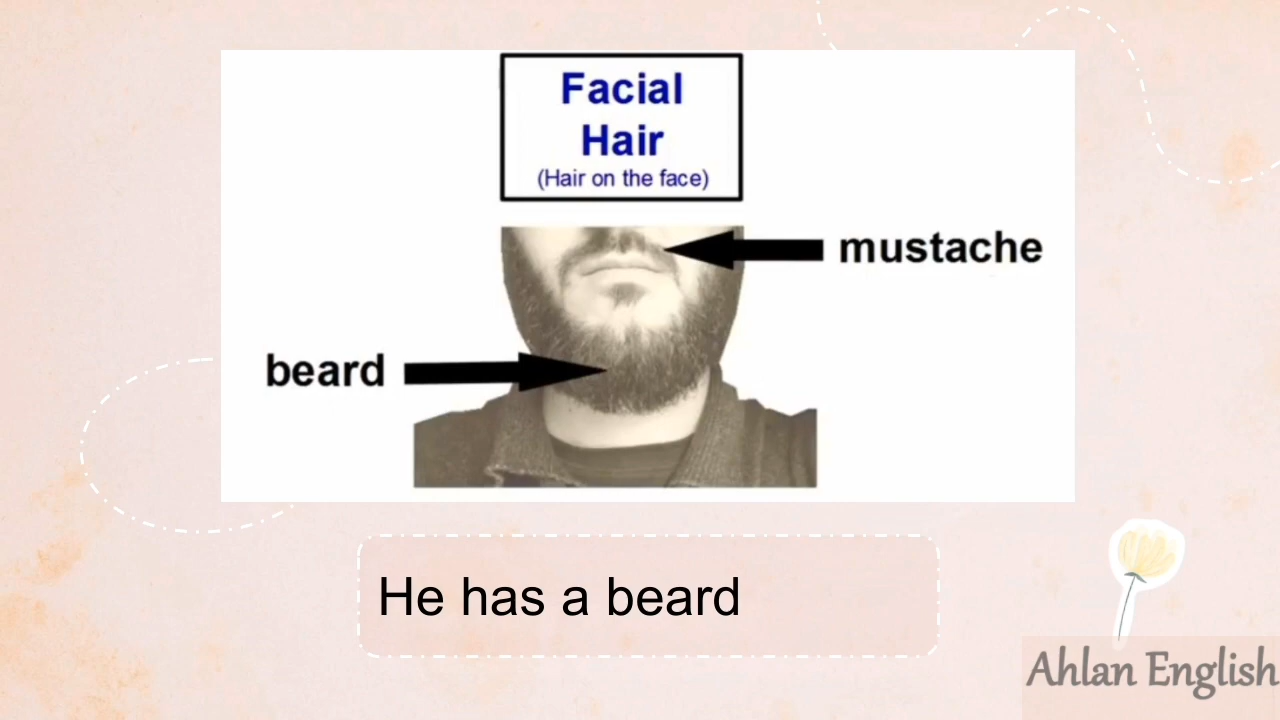 Facial
Hair
(Hair on the face)
mustache
beard
He has a beard
Ahlan English